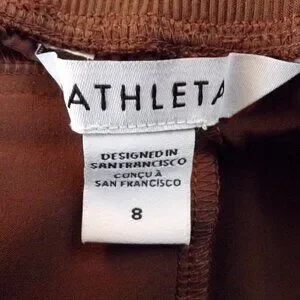 ATHLETA
DESIGNED IN
SAN FRANCISCO
CONÇU À
SAN FRANCISCO
8